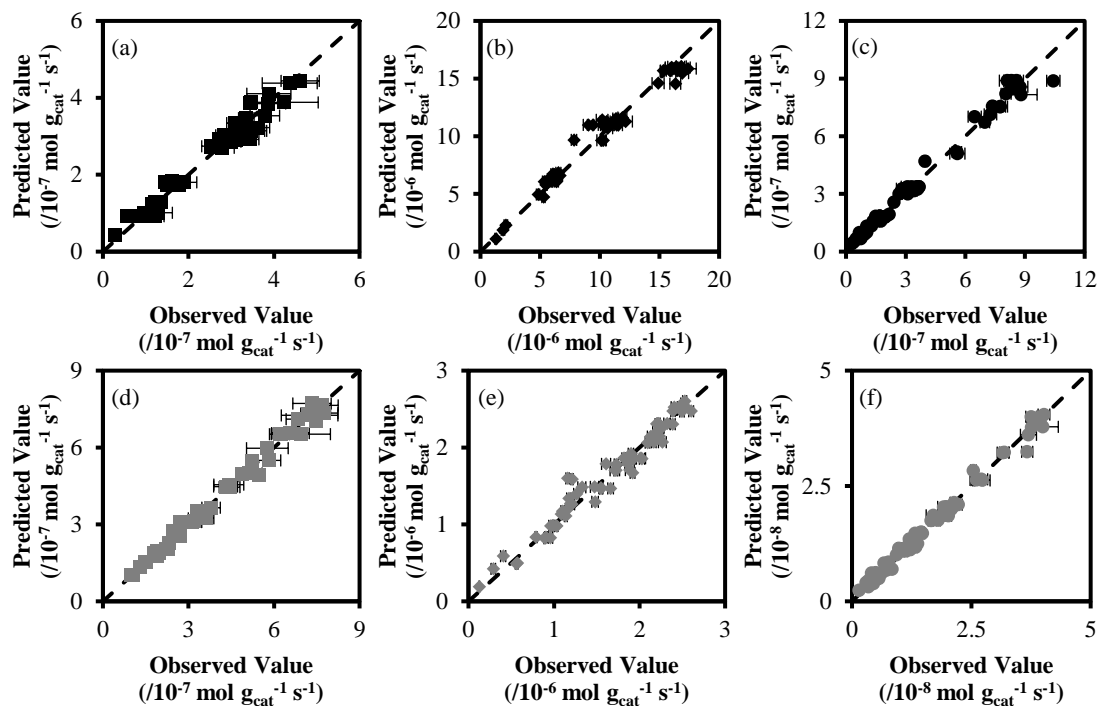 (a)
Predicted Value
(/10⁻⁷ mol g_cat⁻¹ s⁻¹)
6
4
2
0
0
2
4
6
Observed Value
(/10⁻⁷ mol g_cat⁻¹ s⁻¹)
(b)
Predicted Value
(/10⁻⁶ mol g_cat⁻¹ s⁻¹)
20
15
10
5
0
0
5
10
15
20
Observed Value
(/10⁻⁶ mol g_cat⁻¹ s⁻¹)
(c)
Predicted Value
(/10⁻⁷ mol g_cat⁻¹ s⁻¹)
12
9
6
3
0
0
3
6
9
12
Observed Value
(/10⁻⁷ mol g_cat⁻¹ s⁻¹)
(d)
Predicted Value
(/10⁻⁷ mol g_cat⁻¹ s⁻¹)
9
6
3
0
0
3
6
9
Observed Value
(/10⁻⁷ mol g_cat⁻¹ s⁻¹)
(e)
Predicted Value
(/10⁻⁶ mol g_cat⁻¹ s⁻¹)
3
2
1
0
0
1
2
3
Observed Value
(/10⁻⁶ mol g_cat⁻¹ s⁻¹)
(f)
Predicted Value
(/10⁻⁸ mol g_cat⁻¹ s⁻¹)
5
2.5
0
0
2.5
5
Observed Value
(/10⁻⁸ mol g_cat⁻¹ s⁻¹)